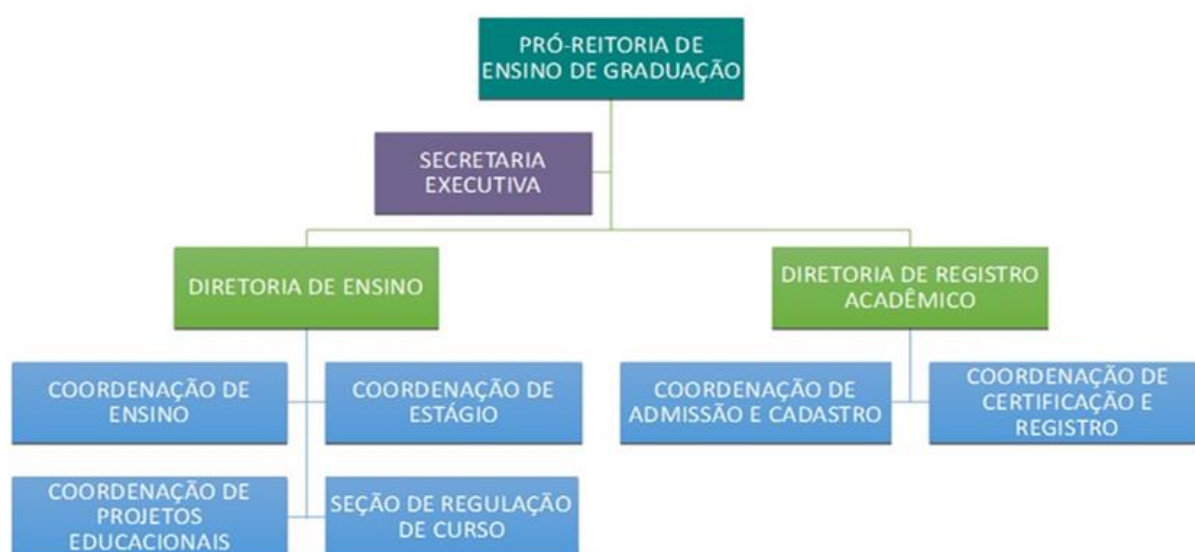 PRÓ-REITORIA DE
ENSINO DE GRADUAÇÃO
SECRETARIA
EXECUTIVA
DIRETORIA DE ENSINO
DIRETORIA DE REGISTRO
ACADÊMICO
COORDENAÇÃO DE
ENSINO
COORDENAÇÃO DE
ESTÁGIO
COORDENAÇÃO DE
ADMISSÃO E CADASTRO
COORDENAÇÃO DE
CERTIFICAÇÃO E
REGISTRO
COORDENAÇÃO DE
PROJETOS
EDUCACIONAIS
SEÇÃO DE REGULAÇÃO
DE CURSO